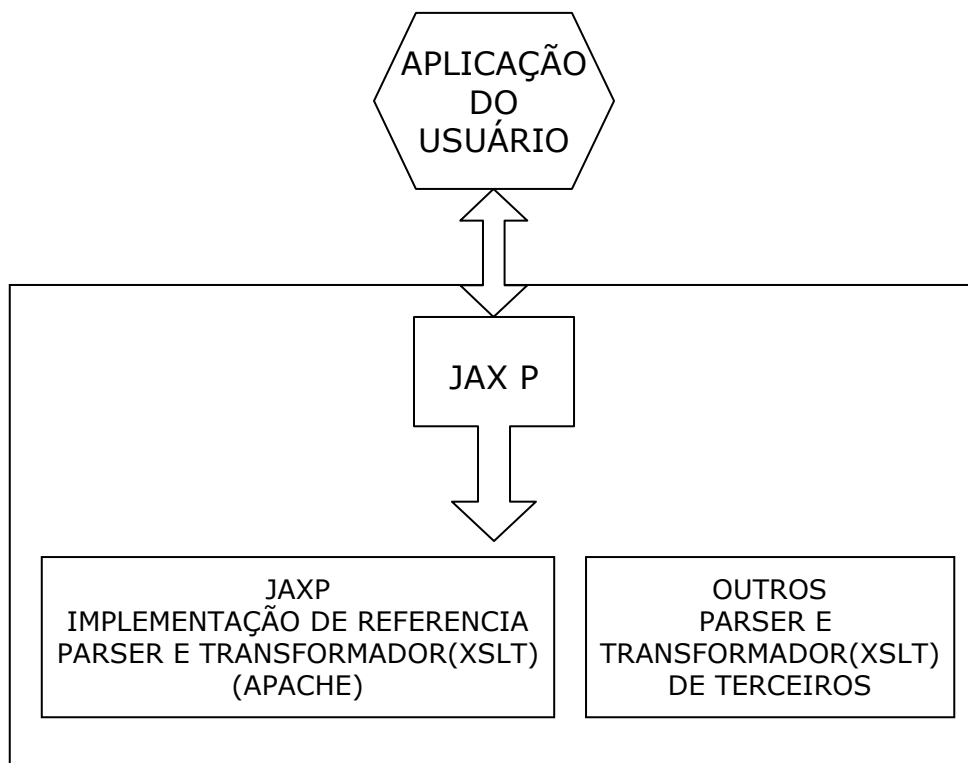 APLICAÇÃO
DO
USUÁRIO
JAX P
JAXP
IMPLEMENTAÇÃO DE REFERENCIA
PARSER E TRANSFORMADOR(XSLT)
(APACHE)
OUTROS
PARSER E
TRANSFORMADOR(XSLT)
DE TERCEIROS